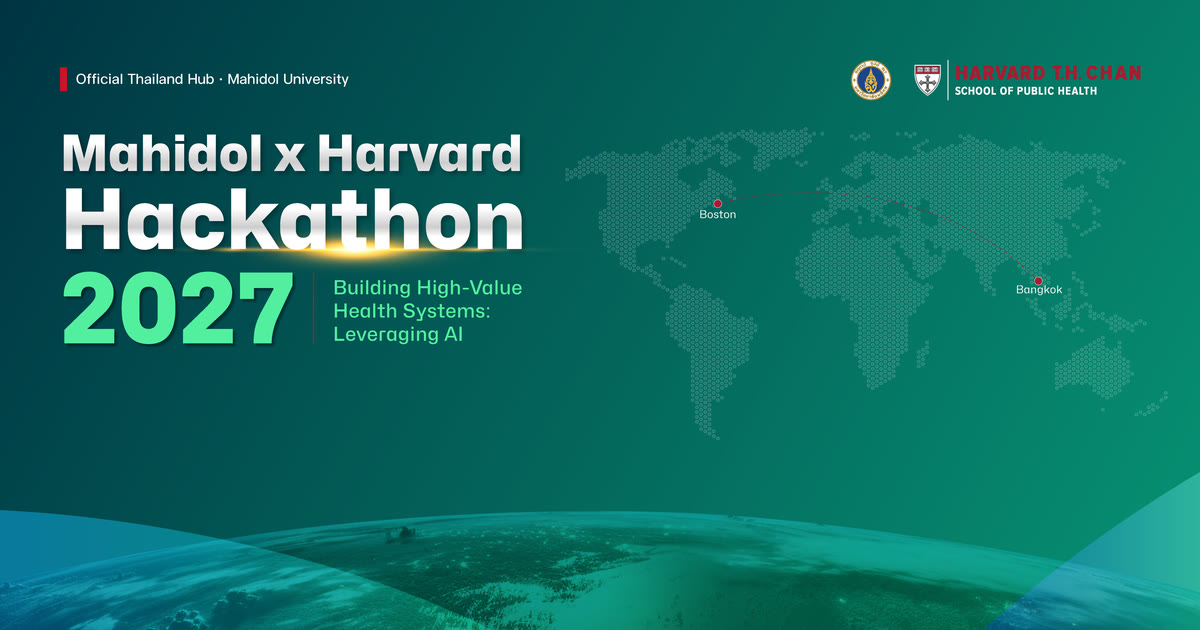 Official Thailand Hub · Mahidol University
HARVARD T.H. CHAN
SCHOOL OF PUBLIC HEALTH
Mahidol x Harvard
Hackathon
2027
Building High-Value
Health Systems:
Leveraging AI
Boston
Bangkok